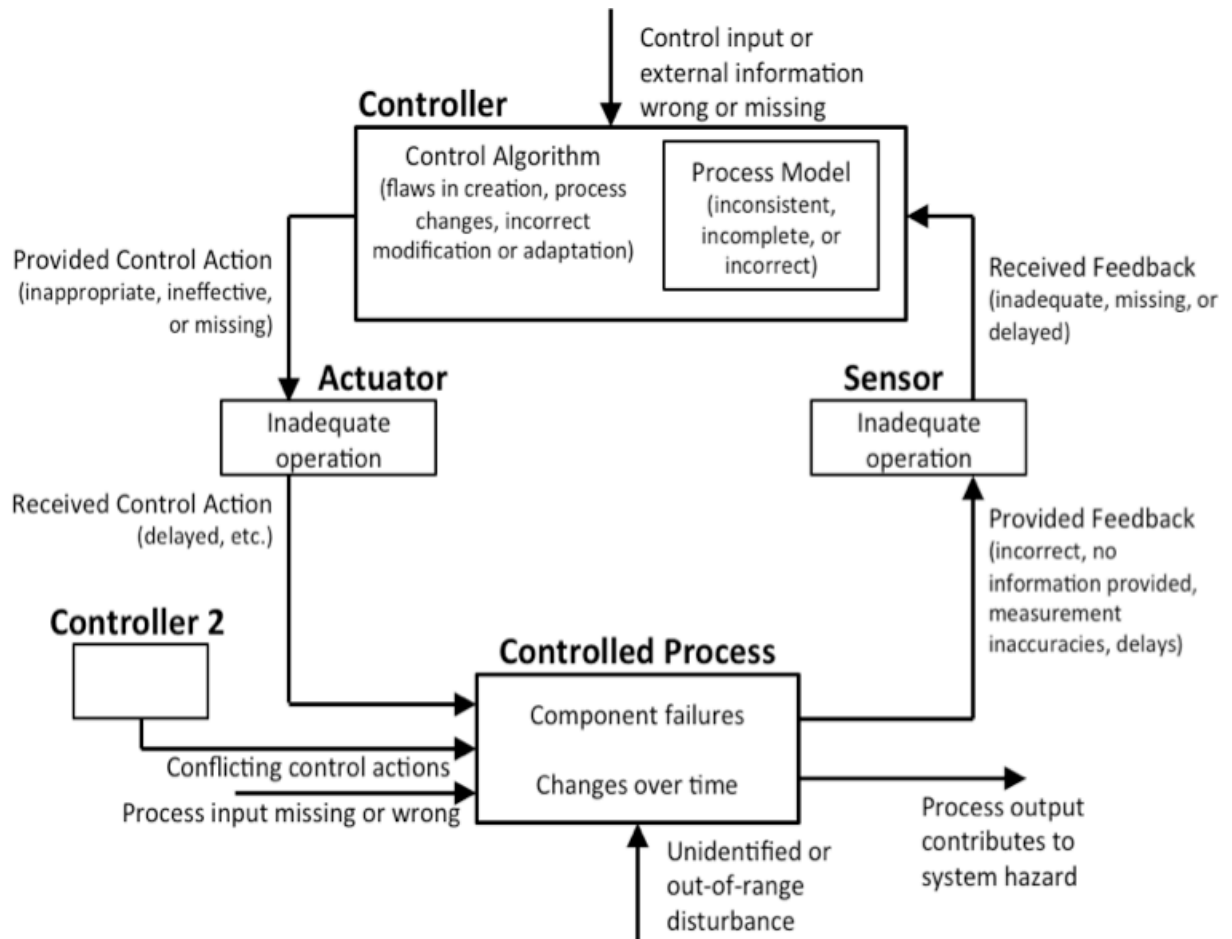 Control input or
external information
wrong or missing
Controller
Control Algorithm
(flaws in creation, process
changes, incorrect
modification or adaptation)
Process Model
(inconsistent,
incomplete, or
incorrect)
Provided Control Action
(inappropriate, ineffective,
or missing)
Received Feedback
(inadequate, missing, or
delayed)
Actuator
Inadequate
operation
Sensor
Inadequate
operation
Received Control Action
(delayed, etc.)
Provided Feedback
(incorrect, no
information provided,
measurement
inaccuracies, delays)
Controller 2
Controlled Process
Component failures
Changes over time
Conflicting control actions
Process input missing or wrong
Process output
contributes to
system hazard
Unidentified or
out-of-range
disturbance